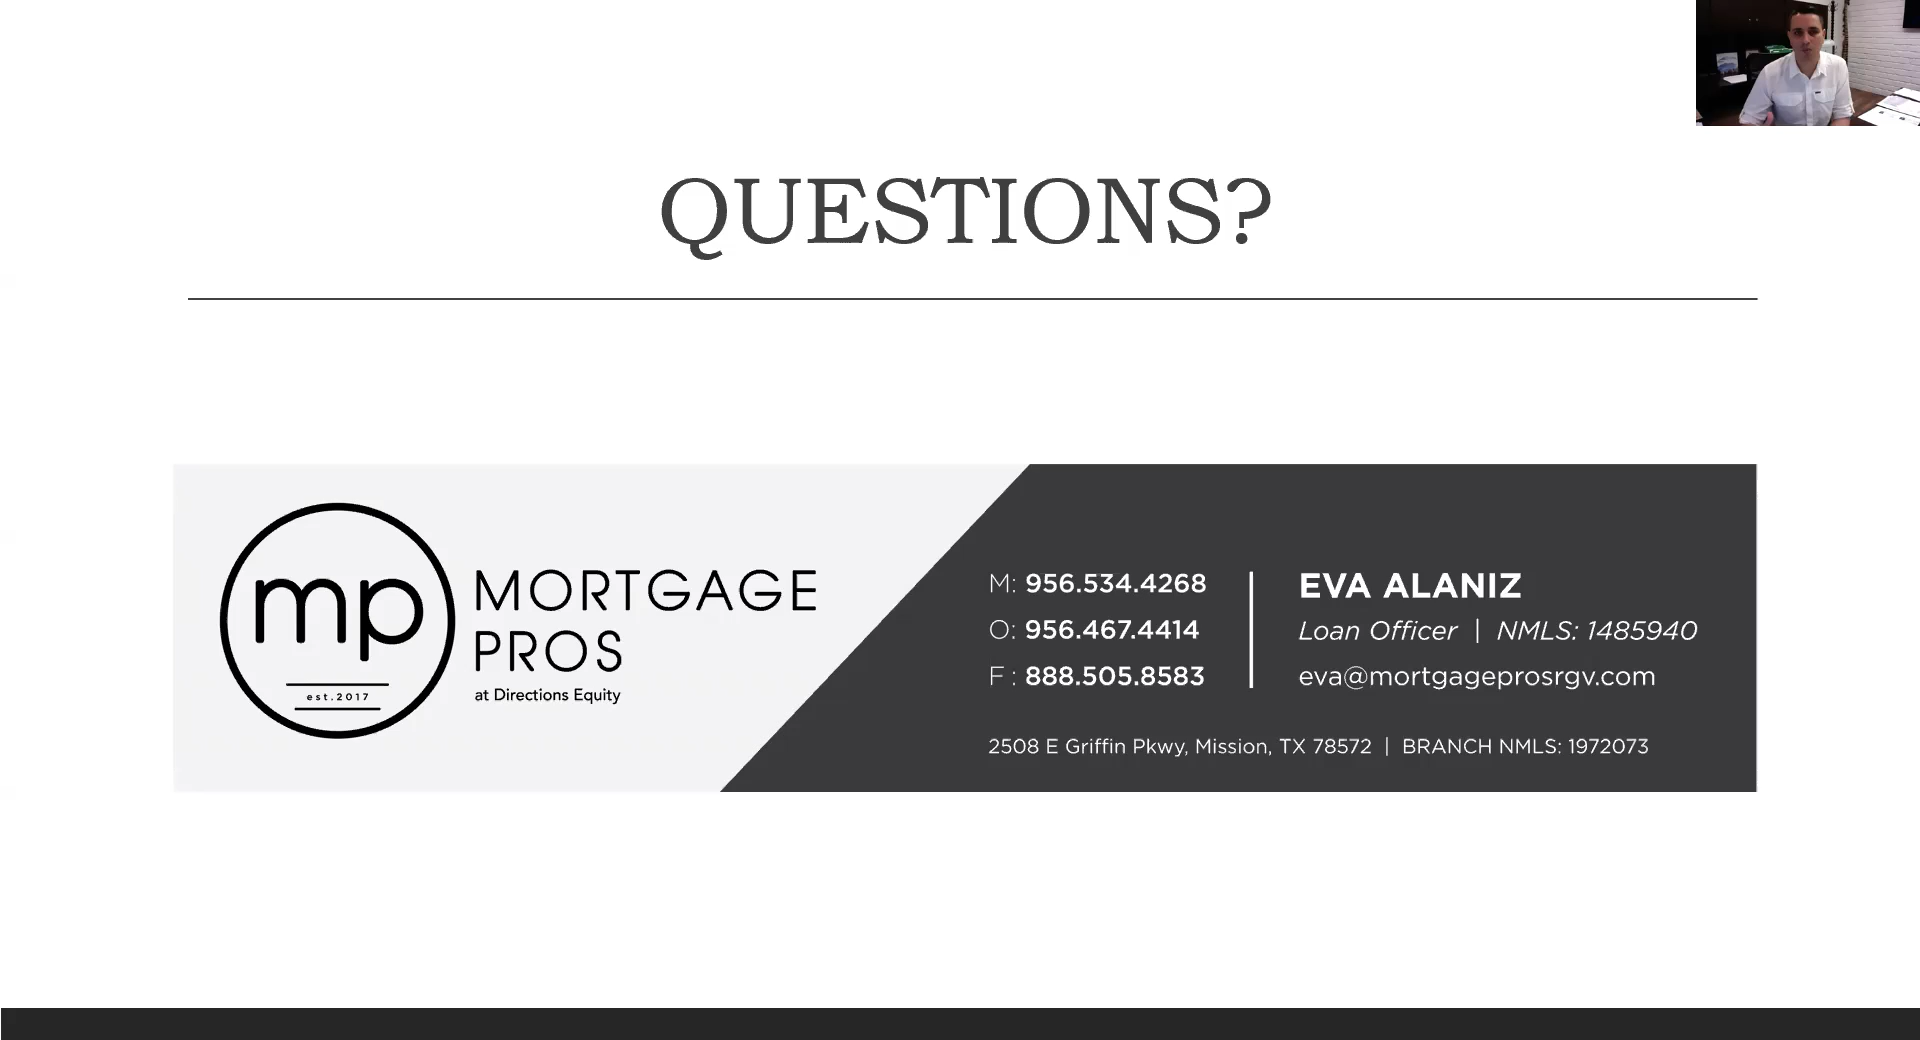 QUESTIONS?
mp
est.2017
MORTGAGE
PROS
at Directions Equity
M: 956.534.4268
O: 956.467.4414
F : 888.505.8583
EVA ALANIZ
Loan Officer | NMLS: 1485940
eva@mortgageprosrgv.com
2508 E Griffin Pkwy, Mission, TX 78572 | BRANCH NMLS: 1972073